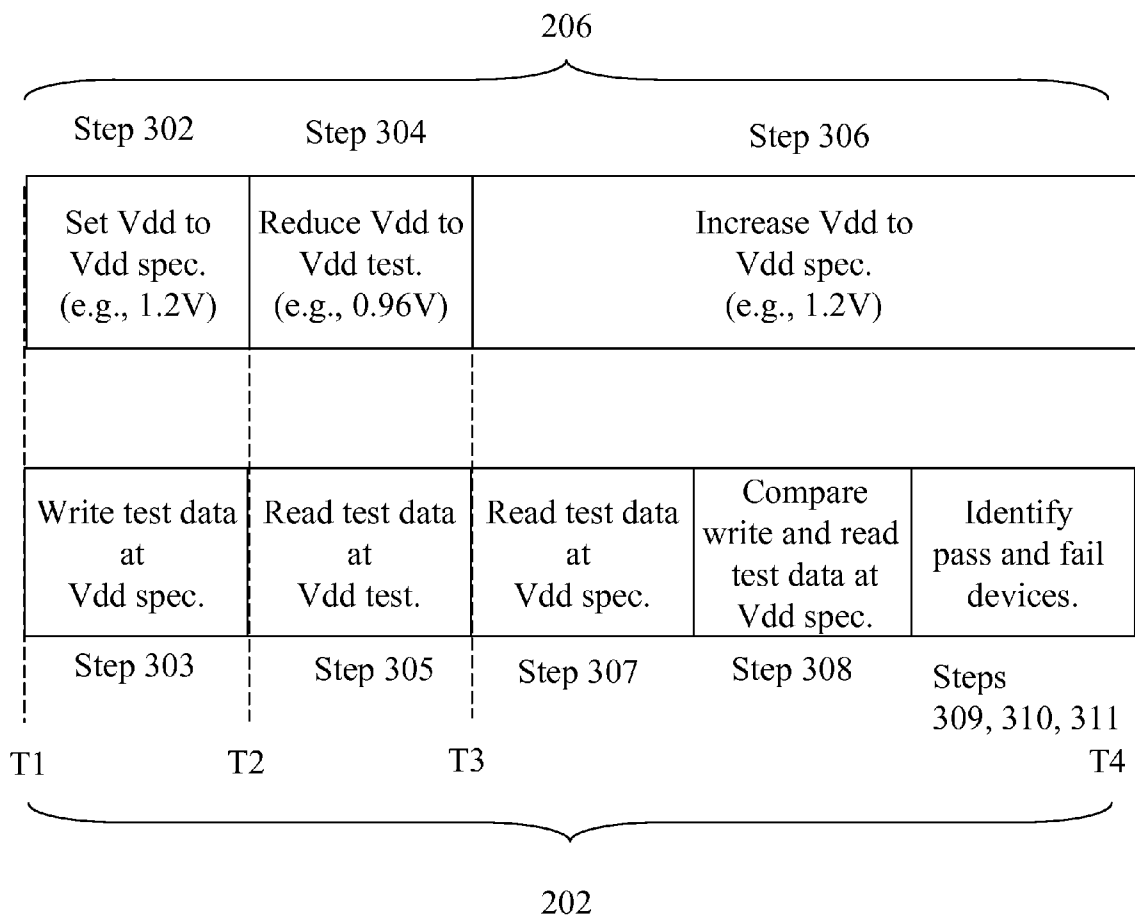 206
Step 302
Step 304
Step 306
Set Vdd to
Vdd spec.
(e.g., 1.2V)
Reduce Vdd to
Vdd test.
(e.g., 0.96V)
Increase Vdd to
Vdd spec.
(e.g., 1.2V)
Write test data
at
Vdd spec.
Read test data
at
Vdd test.
Read test data
at
Vdd spec.
Compare
write and read
test data at
Vdd spec.
Identify
pass and fail
devices.
Step 303
Step 305
Step 307
Step 308
Steps
309, 310, 311
T1
T2
T3
T4
202